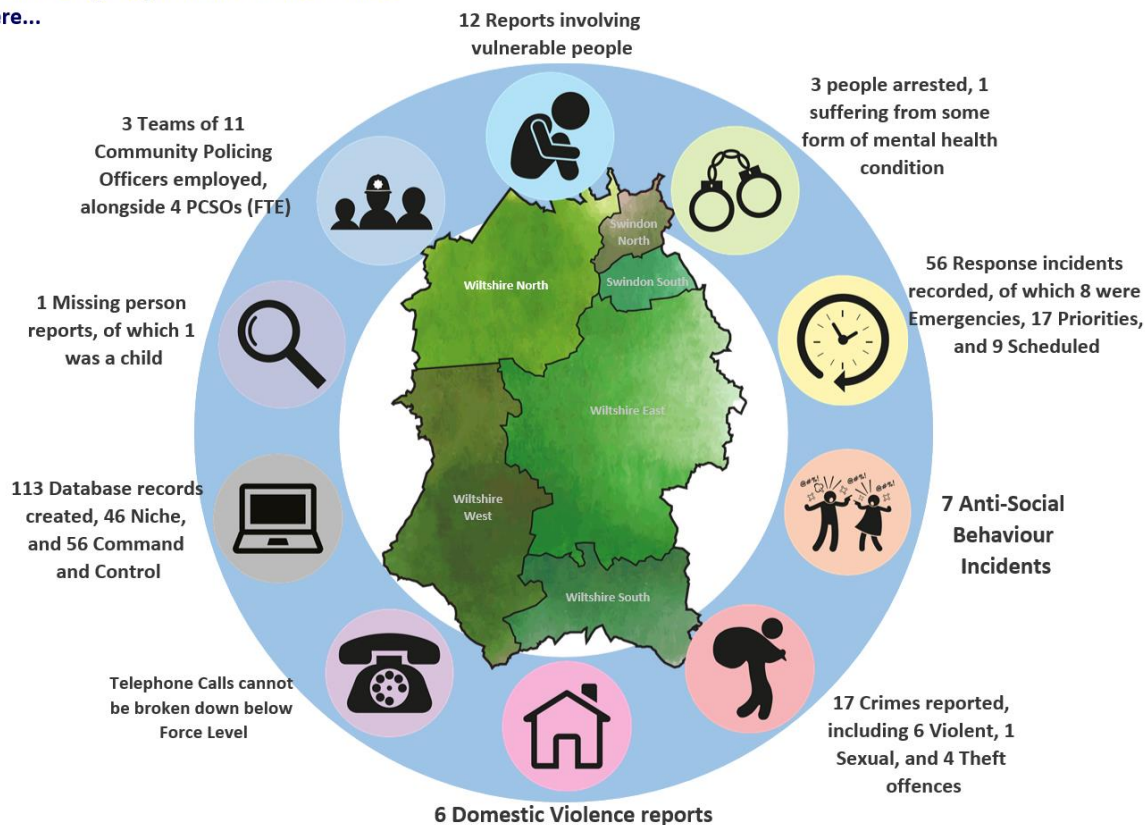 ere...
12 Reports involving
vulnerable people
3 people arrested, 1
suffering from some
form of mental health
condition
3 Teams of 11
Community Policing
Officers employed,
alongside 4 PCSOs (FTE)
Swindon
North
56 Response incidents
recorded, of which 8 were
Emergencies, 17 Priorities,
and 9 Scheduled
Wiltshire North
Swindon South
1 Missing person
reports, of which 1
was a child
Wiltshire East
113 Database records
created, 46 Niche,
and 56 Command
and Control
Wiltshire
West
@#%!
@#%!
@#%!
7 Anti-Social
Behaviour
Incidents
Wiltshire South
Telephone Calls cannot
be broken down below
Force Level
17 Crimes reported,
including 6 Violent, 1
Sexual, and 4 Theft
offences
6 Domestic Violence reports